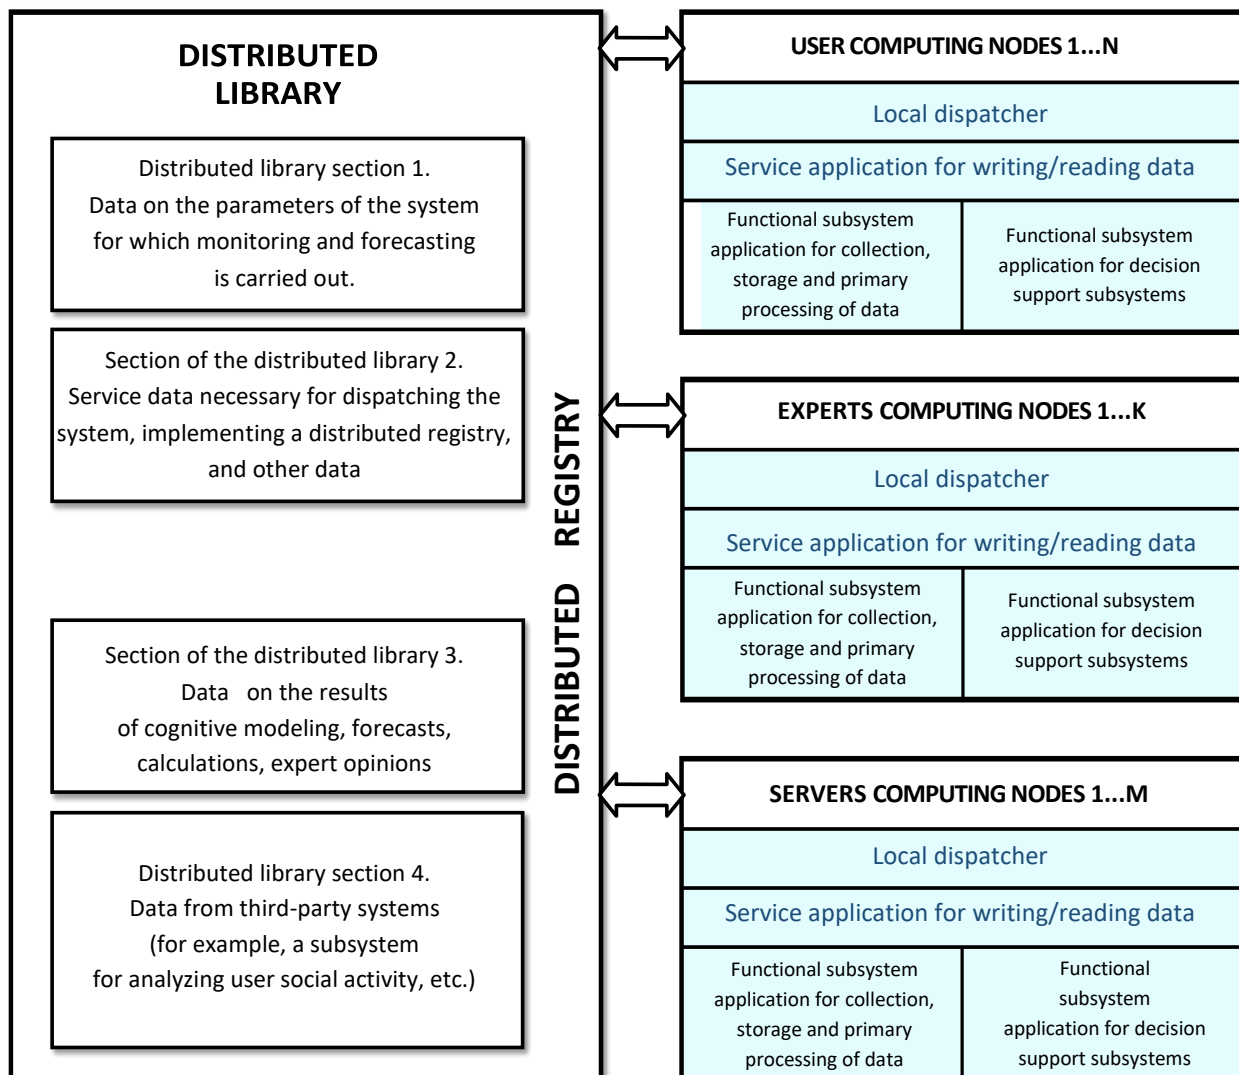 DISTRIBUTED
LIBRARY
Distributed library section 1.
Data on the parameters of the system
for which monitoring and forecasting
is carried out.
Section of the distributed library 2.
Service data necessary for dispatching the
system, implementing a distributed registry,
and other data
Section of the distributed library 3.
Data on the results
of cognitive modeling, forecasts,
calculations, expert opinions
Distributed library section 4.
Data from third-party systems
(for example, a subsystem
for analyzing user social activity, etc.)
DISTRIBUTED REGISTRY
USER COMPUTING NODES 1...N
Local dispatcher
Service application for writing/reading data
Functional subsystem
application for collection,
storage and primary
processing of data
Functional subsystem
application for decision
support subsystems
EXPERTS COMPUTING NODES 1...K
Local dispatcher
Service application for writing/reading data
Functional subsystem
application for collection,
storage and primary
processing of data
Functional subsystem
application for decision
support subsystems
SERVERS COMPUTING NODES 1...M
Local dispatcher
Service application for writing/reading data
Functional subsystem
application for collection,
storage and primary
processing of data
Functional
subsystem
application for decision
support subsystems